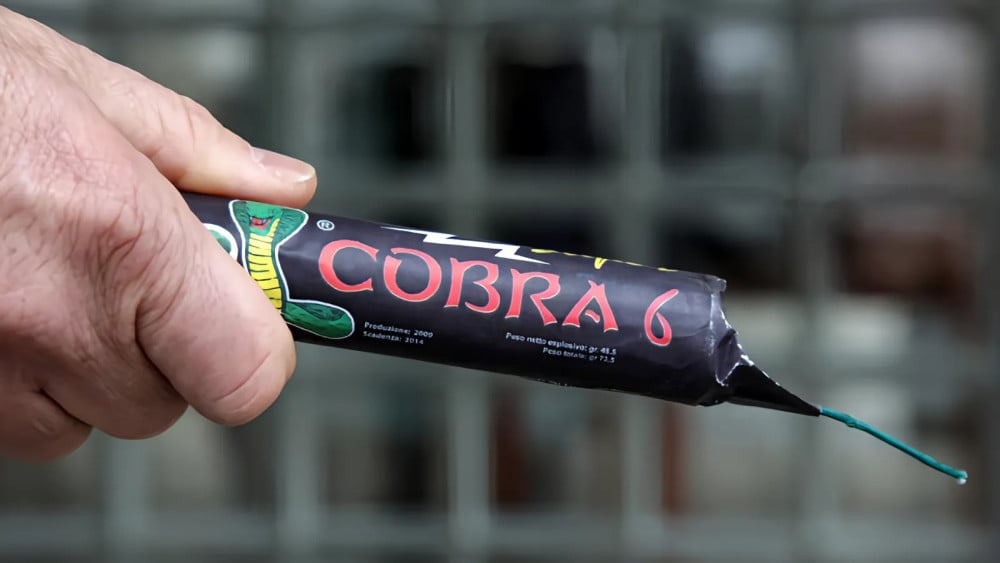 ®
COBRA 6
Produzione: 2009
Scadenza: 2014
Peso netto esplosivo: gr 48.5
Peso totale: gr 73.5